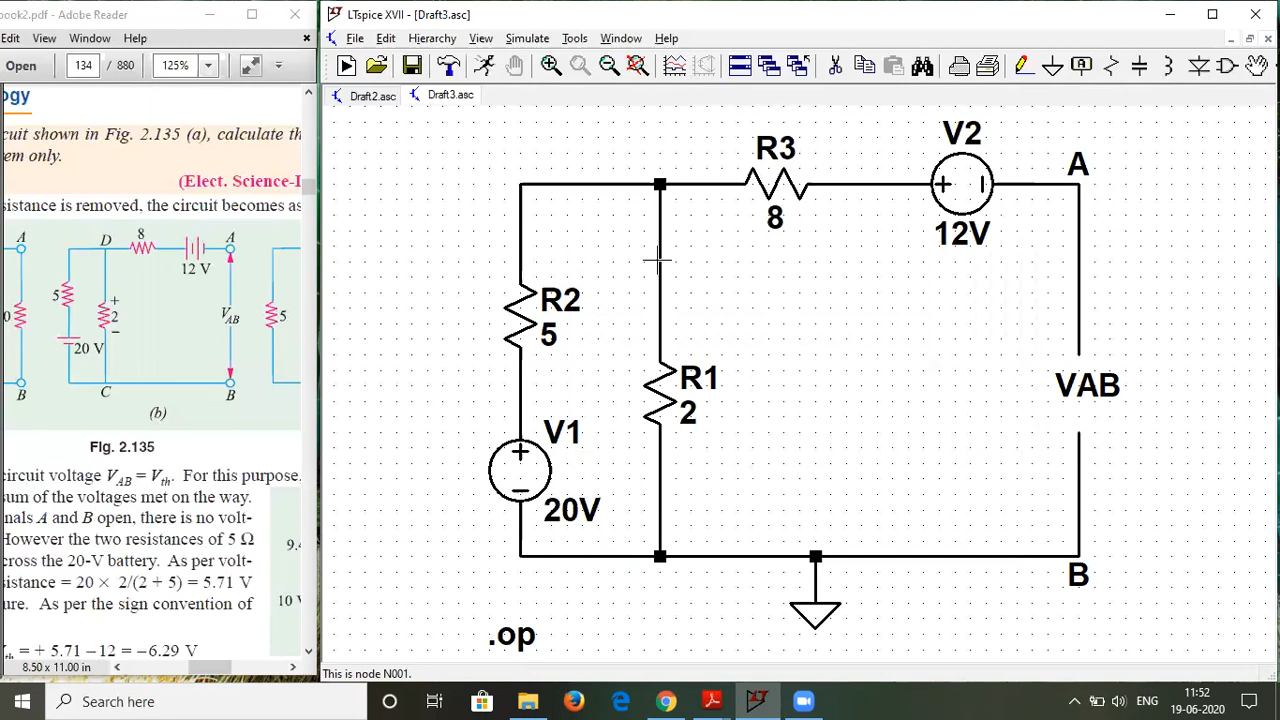 book2.pdf - Adobe Reader
Edit View Window Help
Open 134 / 880 125%
ogy
cuit shown in Fig. 2.135 (a), calculate th
em only.
(Elect. Science-I
sistance is removed, the circuit becomes as
A
D
8
A
12 V
5
0
+
2
−
V_AB
5
20 V
B
C
B
(b)
Fig. 2.135
circuit voltage V_AB = V_th. For this purpose,
sum of the voltages met on the way.
nals A and B open, there is no volt-
However the two resistances of 5 Ω
cross the 20-V battery. As per volt-
9.
sistance = 20 × 2/(2 + 5) = 5.71 V
10 V
ure. As per the sign convention of
th = + 5.71 −12 = −6.29 V
8.50 x 11.00 in
LTspice XVII - [Draft3.asc]
File Edit Hierarchy View Simulate Tools Window Help
Draft2.asc Draft3.asc
R3
8
V2
12V
A
R2
5
R1
2
VAB
V1
20V
B
.op
This is node N001.
Search here
ENG
11:52
19-06-2020